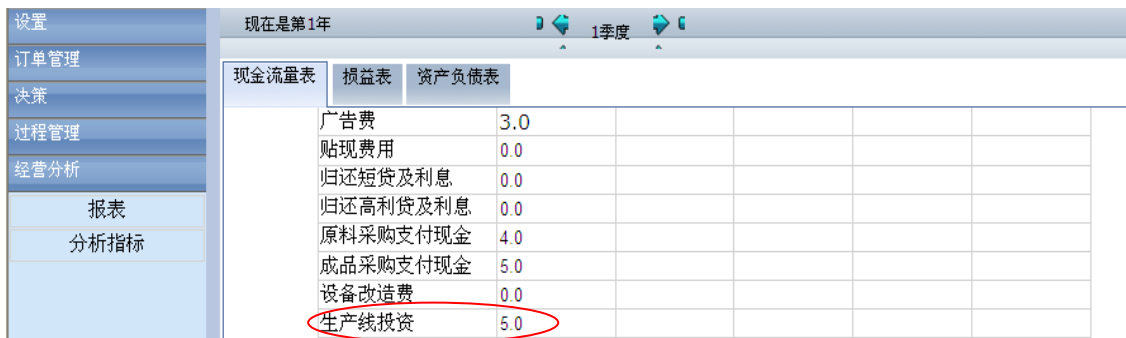 设置
订单管理
决策
过程管理
经营分析
报表
分析指标
现在是第1年
1季度
现金流量表 损益表 资产负债表
广告费 3.0
贴现费用 0.0
归还短贷及利息 0.0
归还高利贷及利息 0.0
原料采购支付现金 4.0
成品采购支付现金 5.0
设备改造费 0.0
生产线投资 5.0